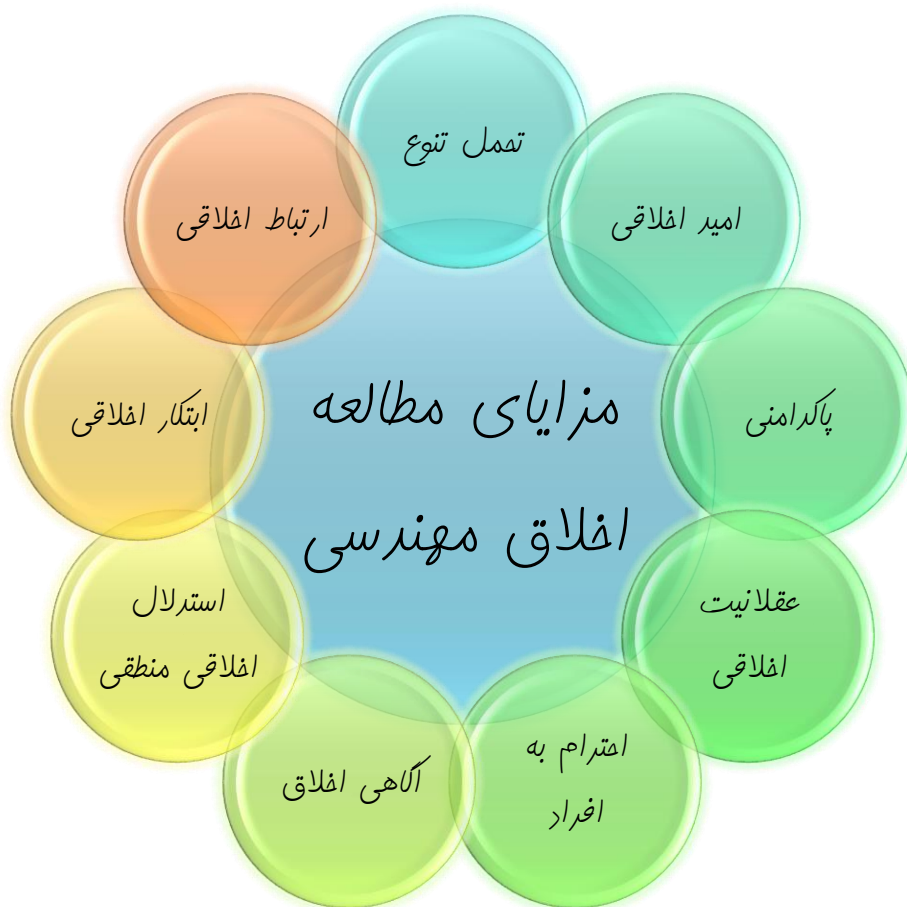 مزایای مطالعه
اخلاق مهندسی
تحمل تنوع
امید اخلاقی
پاکدامنی
عقلانیت
اخلاقی
احترام به
افراد
آگاهی اخلاق
استدلال
اخلاقی منطقی
ابتکار اخلاقی
ارتباط اخلاقی